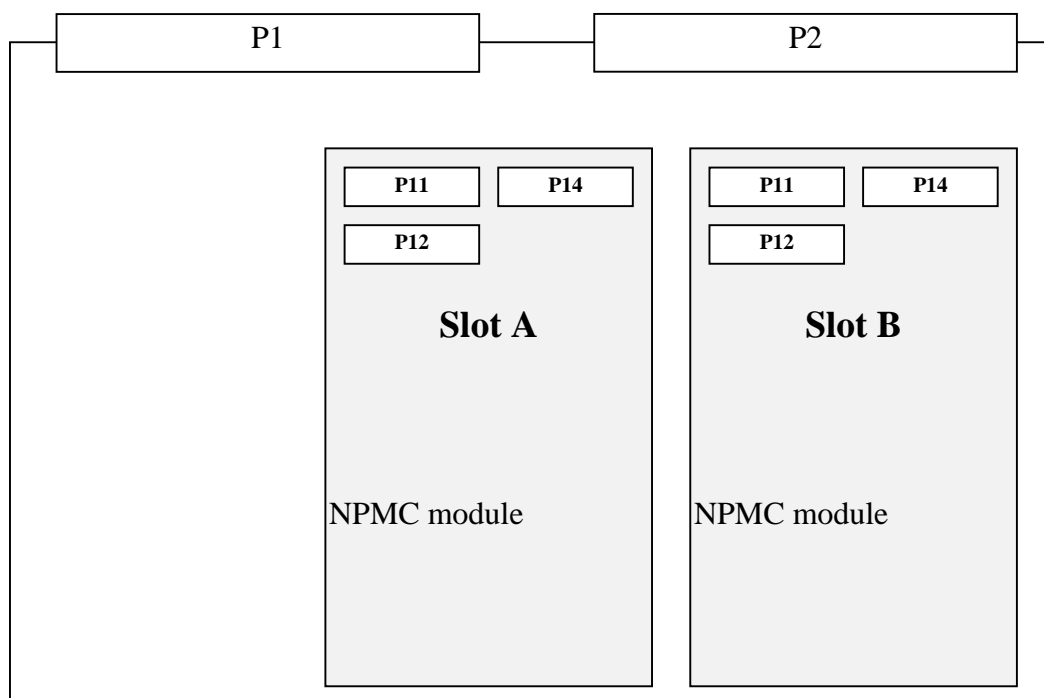 P1
P2
P11
P14
P12
Slot A
NPMC module
P11
P14
P12
Slot B
NPMC module